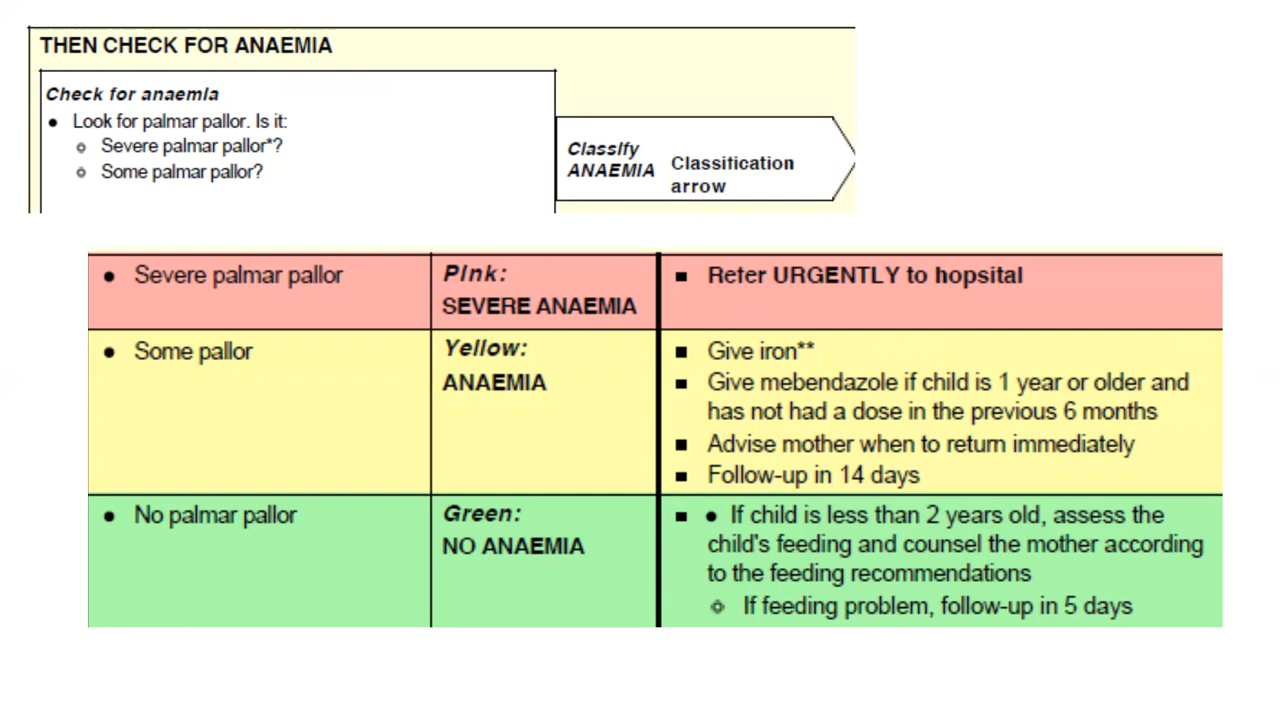 THEN CHECK FOR ANAEMIA
Check for anaemia
● Look for palmar pallor. Is it:
Severe palmar pallor*?
Some palmar pallor?
Classify
ANAEMIA
Classification
arrow
● Severe palmar pallor
Pink:
SEVERE ANAEMIA
■ Refer URGENTLY to hopsital
● Some pallor
Yellow:
ANAEMIA
■ Give iron**
■ Give mebendazole if child is 1 year or older and
has not had a dose in the previous 6 months
■ Advise mother when to return immediately
■ Follow-up in 14 days
● No palmar pallor
Green:
NO ANAEMIA
■ ● If child is less than 2 years old, assess the
child's feeding and counsel the mother according
to the feeding recommendations
If feeding problem, follow-up in 5 days